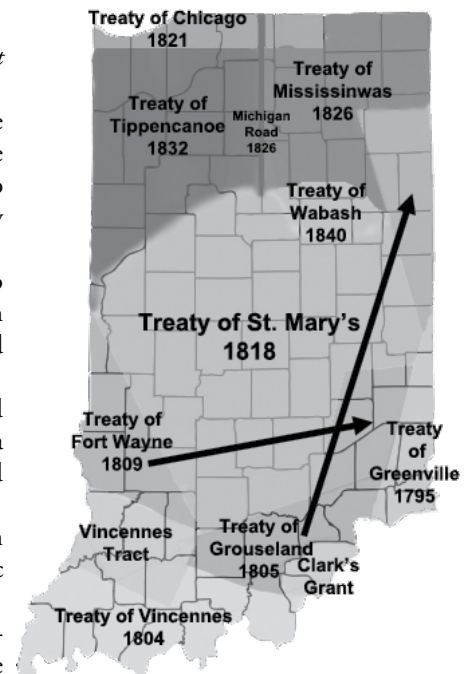 Treaty of Chicago
1821
Treaty of
Mississinwas
1826
Treaty of
Tippencanoe
1832
Michigan
Road
1826
Treaty of
Wabash
1840
Treaty of St. Mary's
1818
Treaty of
Fort Wayne
1809
Treaty
of
Greenville
1795
Vincennes
Tract
Treaty of
Grouseland
1805
Clark's
Grant
Treaty of Vincennes
1804